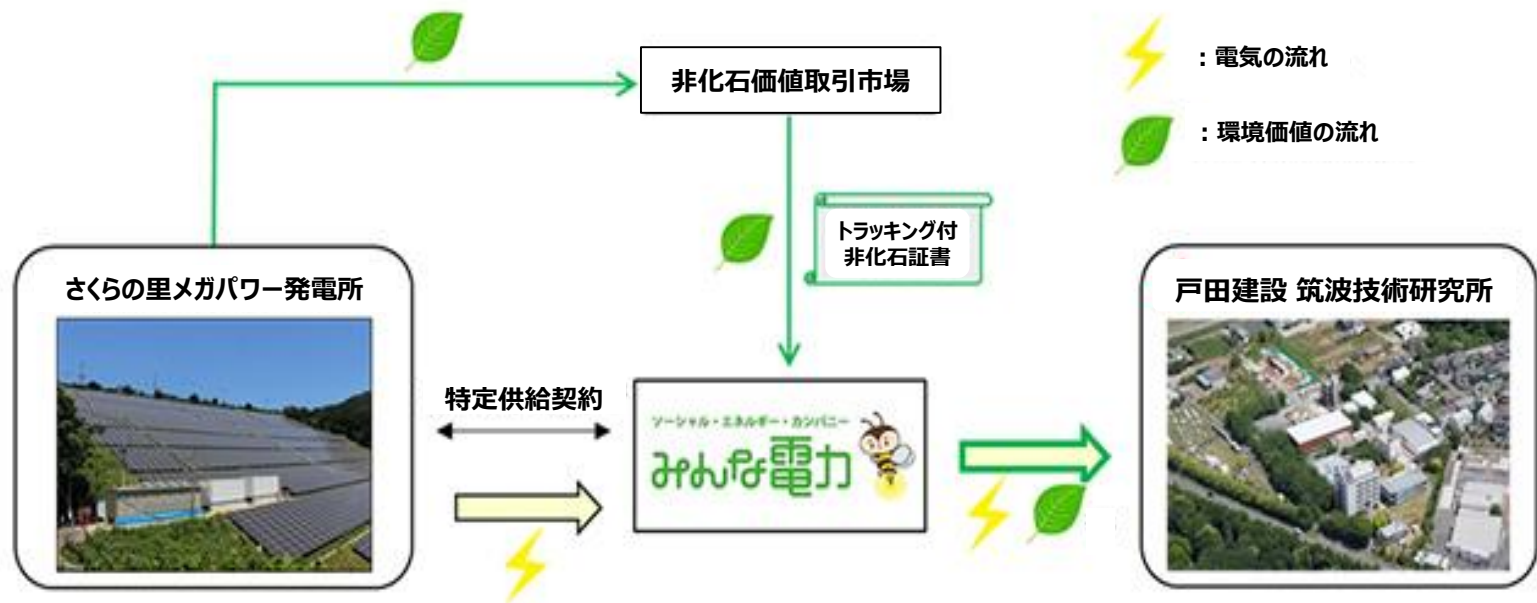 非化石価値取引市場
：電気の流れ
：環境価値の流れ
トラッキング付
非化石証書
さくらの里メガパワー発電所
戸田建設 筑波技術研究所
特定供給契約
ソーシャル・エネルギー・カンパニー
みんな電力